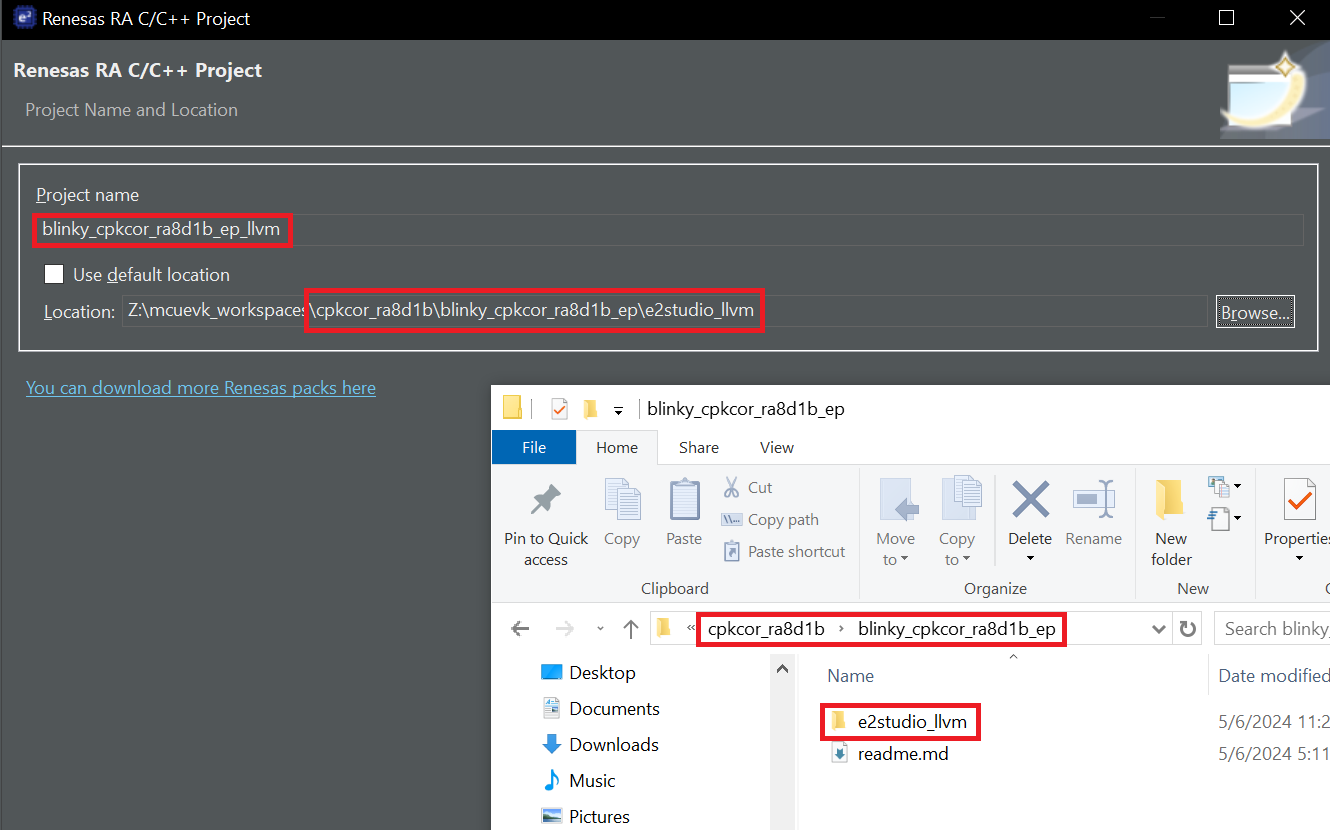 Renesas RA C/C++ Project
Renesas RA C/C++ Project
Project Name and Location
Project name
blinky_cpkcor_ra8d1b_ep_llvm
Use default location
Location: Z:\mcuevk_workspaces\cpkcor_ra8d1b\blinky_cpkcor_ra8d1b_ep\e2studio_llvm Browse...
You can download more Renesas packs here
blinky_cpkcor_ra8d1b_ep
File Home Share View
Pin to Quick access
Copy
Paste
Cut
Copy path
Paste shortcut
Clipboard
Move to
Copy to
Delete
Rename
Organize
New folder
New
Properties
« cpkcor_ra8d1b › blinky_cpkcor_ra8d1b_ep
Search blinky_
Desktop
Documents
Downloads
Music
Pictures
Name Date modified
e2studio_llvm 5/6/2024 11:2
readme.md 5/6/2024 5:11